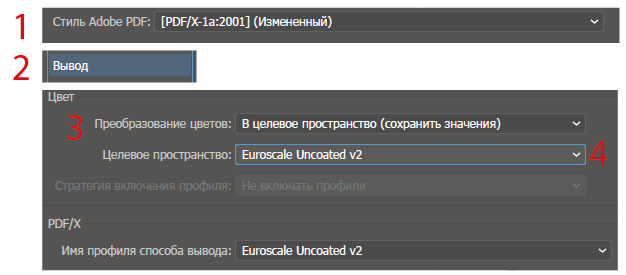 1 Стиль Adobe PDF: [PDF/X-1a:2001] (Измененный)
2 Вывод
Цвет
3 Преобразование цветов: В целевое пространство (сохранить значения)
Целевое пространство: Euroscale Uncoated v2 4
Стратегия включения профиля: Не включать профили
PDF/X
Имя профиля способа вывода: Euroscale Uncoated v2